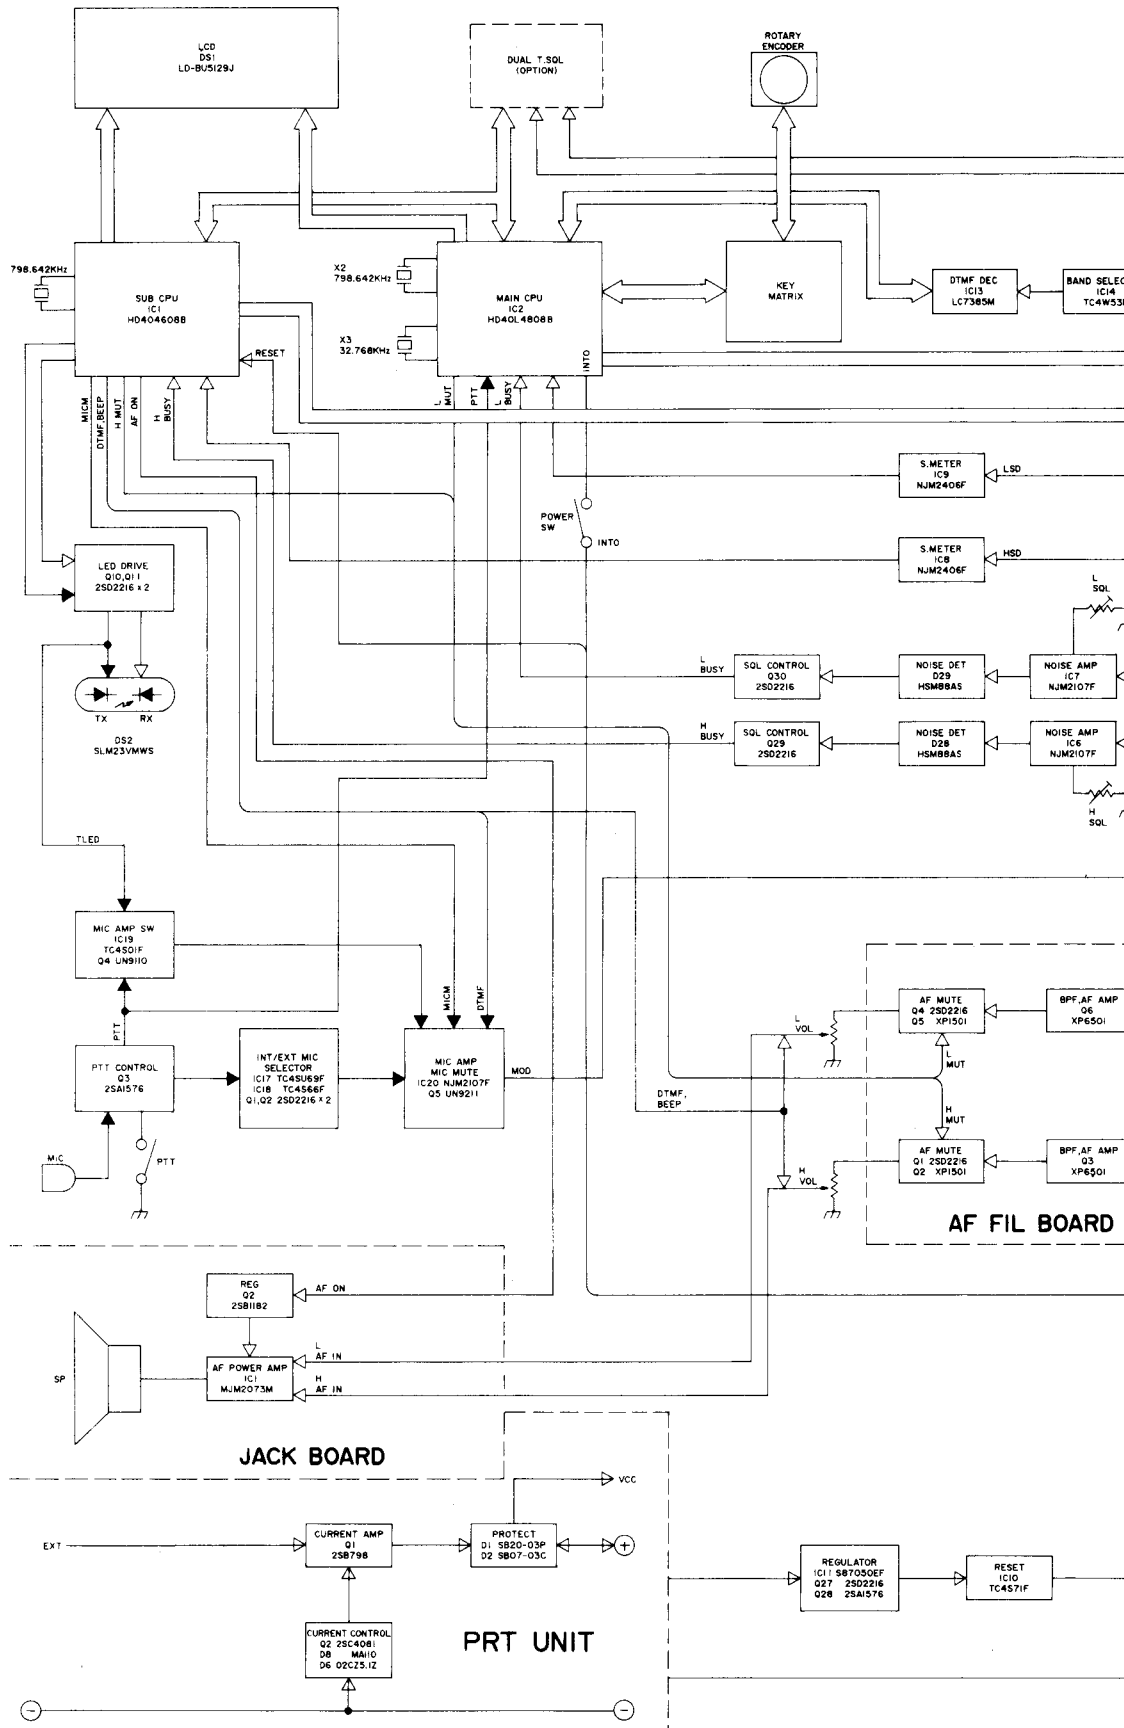 LCD
DS1
LD-BU5129J
DUAL T.SQL
(OPTION)
ROTARY
ENCODER
798.642KHz
SUB CPU
IC1
HD404608B
X2
798.642KHz
X3
32.768KHz
MAIN CPU
IC2
HD40L4808B
INTO
KEY
MATRIX
DTMF DEC
IC13
LC7385M
BAND SELEC
IC14
TC4W53
RESET
MICM
DTMF,BEEP
H MUT
AF ON
H
BUSY
L
MUT
PTT
L
BUSY
S.METER
IC9
NJM2406F
LSD
POWER
SW
INTO
S.METER
IC8
NJM2406F
HSD
LED DRIVE
Q10,Q11
2SD2216 x 2
L
SQL
L
BUSY
SQL CONTROL
Q30
2SD2216
NOISE DET
D29
HSM88AS
NOISE AMP
IC7
NJM2107F
TX
RX
DS2
SLM23VMWS
H
BUSY
SQL CONTROL
Q29
2SD2216
NOISE DET
D28
HSM88AS
NOISE AMP
IC6
NJM2107F
H
SQL
TLED
MIC AMP SW
IC19
TC4S01F
Q4 UN9110
MICM
DTMF
PTT
PTT CONTROL
Q3
2SA1576
INT/EXT MIC
SELECTOR
IC17 TC4SU69F
IC18 TC4S66F
Q1,Q2 2SD2216 x 2
MIC AMP
MIC MUTE
IC20 NJM2107F
Q5 UN9211
MOD
L
VOL
AF MUTE
Q4 2SD2216
Q5 XP1501
BPF,AF AMP
Q6
XP6501
L
MUT
DTMF,
BEEP
H
MUT
MIC
PTT
H
VOL
AF MUTE
Q1 2SD2216
Q2 XP1501
BPF,AF AMP
Q3
XP6501
AF FIL BOARD
REG
Q2
2SB1182
AF ON
SP
AF POWER AMP
IC1
MJM2073M
L
AF IN
H
AF IN
JACK BOARD
VCC
EXT
CURRENT AMP
Q1
2SB798
PROTECT
D1 SB20-03P
D2 SB07-03C
+
REGULATOR
IC11 S87050EF
Q27 2SD2216
Q28 2SA1576
RESET
IC10
TC4S71F
CURRENT CONTROL
Q2 2SC4081
D8 MA110
D6 02CZ5.1Z
PRT UNIT
-
-